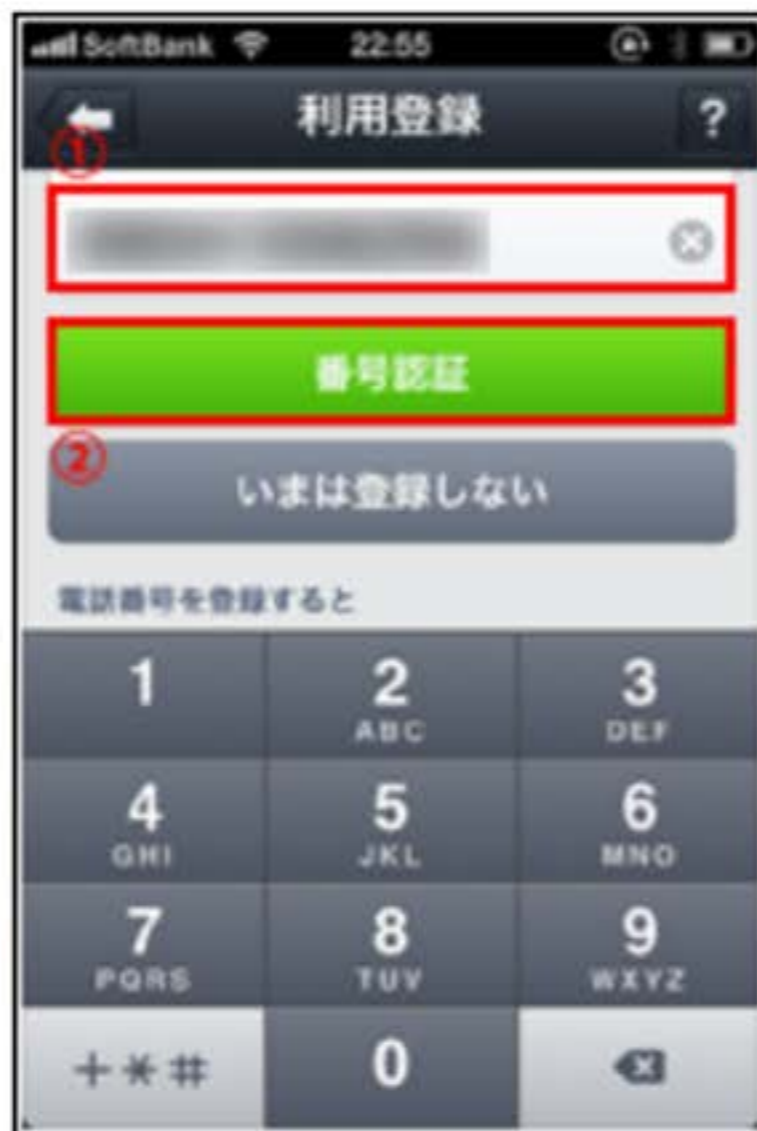 SoftBank 22:55
利用登録 ?
①
番号認証
②
いまは登録しない
電話番号を登録すると
1 2 3
ABC DEF
4 5 6
GHI JKL MNO
7 8 9
PQRS TUV WXYZ
+*# 0